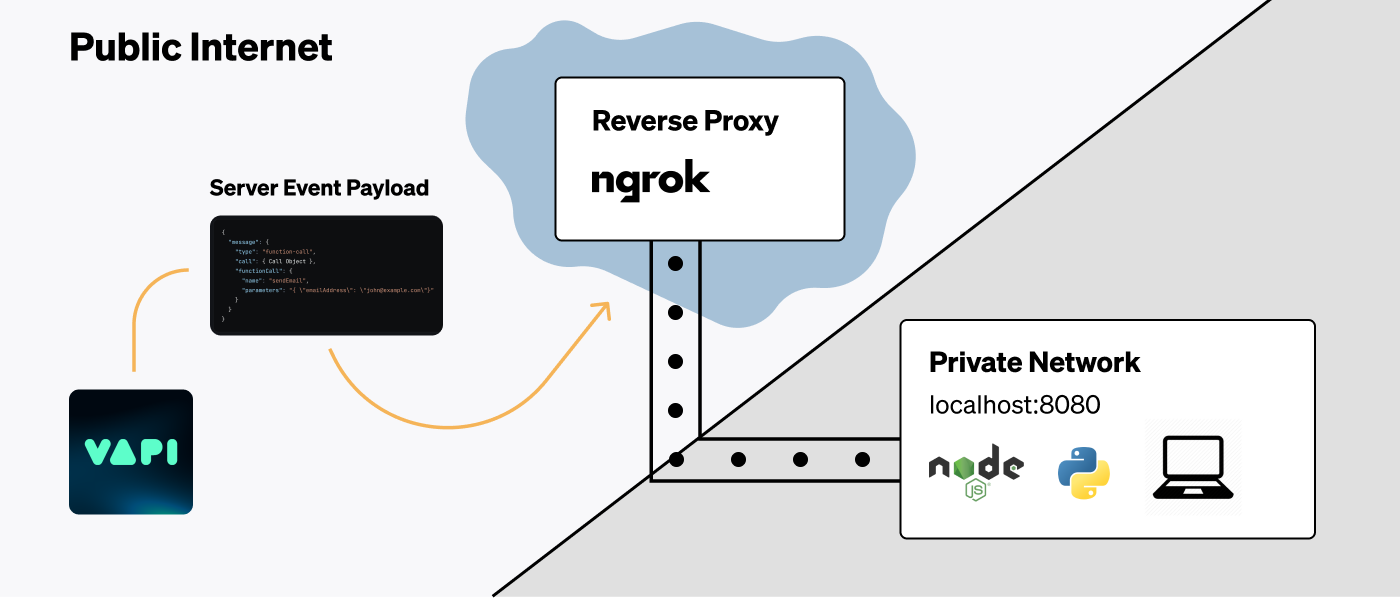 Public Internet
Reverse Proxy
ngrok
Server Event Payload
{
"message": {
"type": "function-call",
"call": { Call Object },
"functionCall": {
"name": "sendEmail",
"parameters": "{ \"emailAddress\": \"john@example.com\"}"
}
}
}
VAPI
Private Network
localhost:8080
node
JS